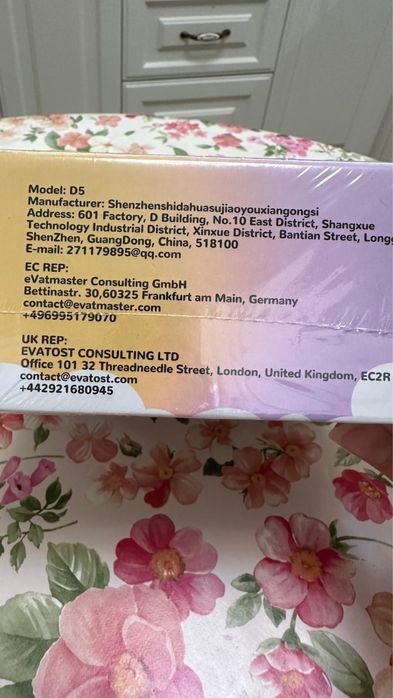 Model: D5
Manufacturer: Shenzhenshidahuasujiaoyouxiangongsi
Address: 601 Factory, D Building, No.10 East District, Shangxue
Technology Industrial District, Xinxue District, Bantian Street, Long
ShenZhen, GuangDong, China, 518100
E-mail: 271179895@qq.com
EC REP:
eVatmaster Consulting GmbH
Bettinastr. 30,60325 Frankfurt am Main, Germany
contact@evatmaster.com
+496995179070
UK REP:
EVATOST CONSULTING LTD
Office 101 32 Threadneedle Street, London, United Kingdom, EC2R
contact@evatost.com
+442921680945